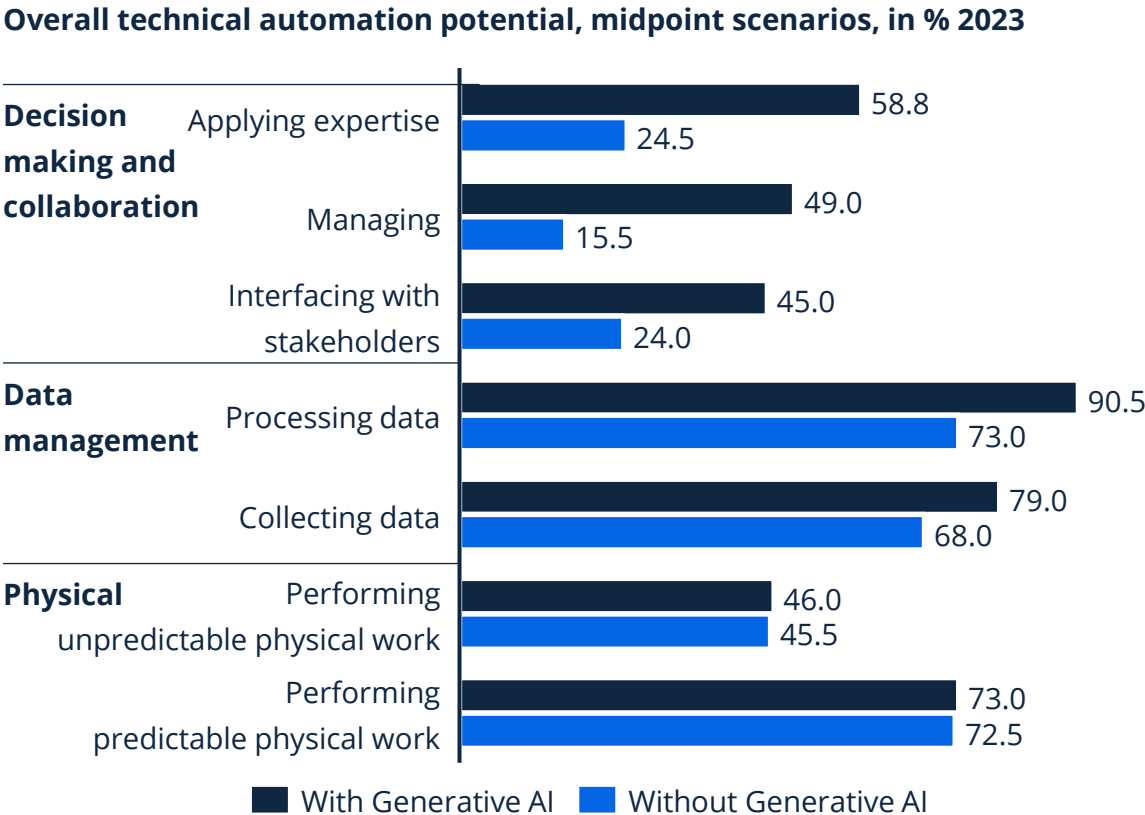 Overall technical automation potential, midpoint scenarios, in % 2023
Decision
making and
collaboration
Applying expertise
58.8
24.5
Managing
49.0
15.5
Interfacing with
stakeholders
45.0
24.0
Data
management
Processing data
90.5
73.0
Collecting data
79.0
68.0
Physical
Performing
unpredictable physical work
46.0
45.5
Performing
predictable physical work
73.0
72.5
With Generative AI
Without Generative AI